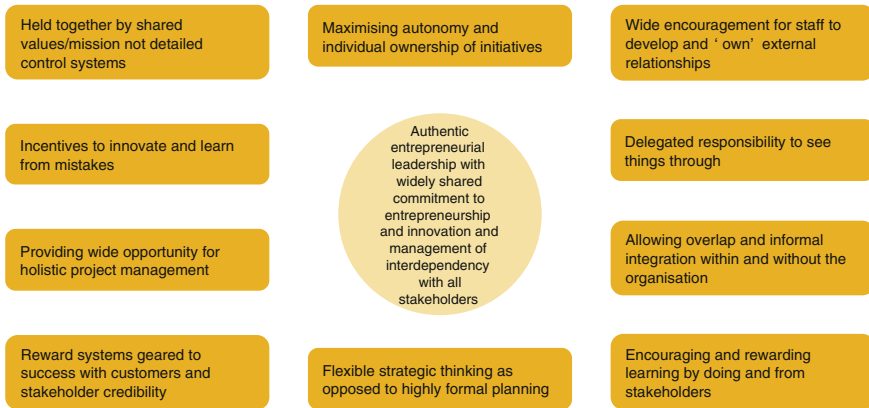 Held together by shared
values/mission not detailed
control systems
Maximising autonomy and
individual ownership of initiatives
Wide encouragement for staff to
develop and ‘ own’ external
relationships
Incentives to innovate and learn
from mistakes
Authentic
entrepreneurial
leadership with
widely shared
commitment to
entrepreneurship
and innovation and
management of
interdependency
with all
stakeholders
Delegated responsibility to see
things through
Providing wide opportunity for
holistic project management
Allowing overlap and informal
integration within and without the
organisation
Reward systems geared to
success with customers and
stakeholder credibility
Flexible strategic thinking as
opposed to highly formal planning
Encouraging and rewarding
learning by doing and from
stakeholders